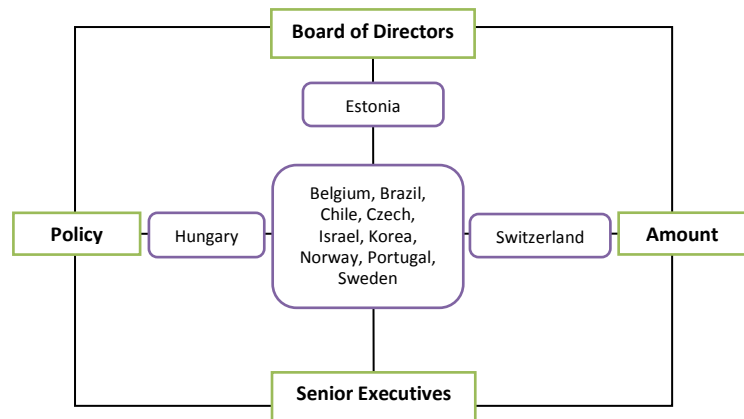 Board of Directors
Estonia
Belgium, Brazil,
Chile, Czech,
Israel, Korea,
Norway, Portugal,
Sweden
Policy
Hungary
Switzerland
Amount
Senior Executives